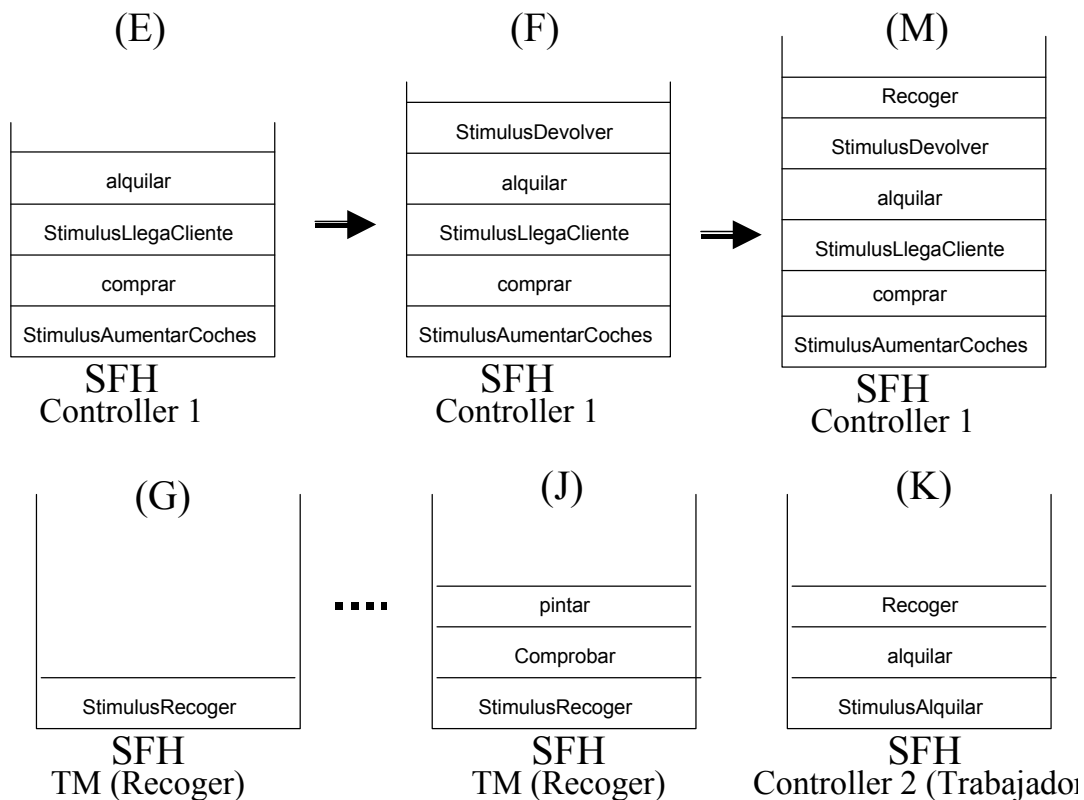 (E)
alquilar
StimulusLlegaCliente
comprar
StimulusAumentarCoches
SFH
Controller 1
(F)
StimulusDevolver
alquilar
StimulusLlegaCliente
comprar
StimulusAumentarCoches
SFH
Controller 1
(M)
Recoger
StimulusDevolver
alquilar
StimulusLlegaCliente
comprar
StimulusAumentarCoches
SFH
Controller 1
(G)
StimulusRecoger
SFH
TM (Recoger)
(J)
pintar
Comprobar
StimulusRecoger
SFH
TM (Recoger)
(K)
Recoger
alquilar
StimulusAlquilar
SFH
Controller 2 (Trabajador